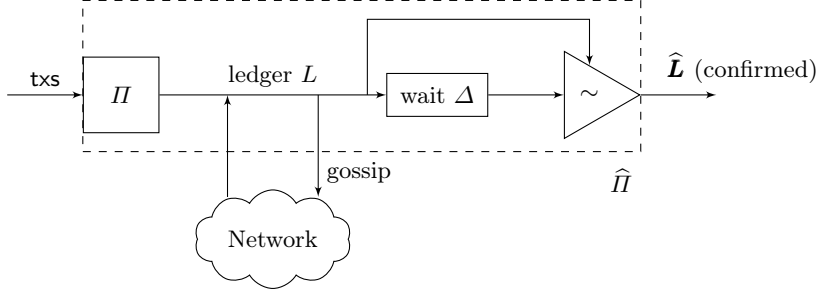 txs
Π
ledger L
wait Δ
∼
L̂ (confirmed)
gossip
Π̂
Network